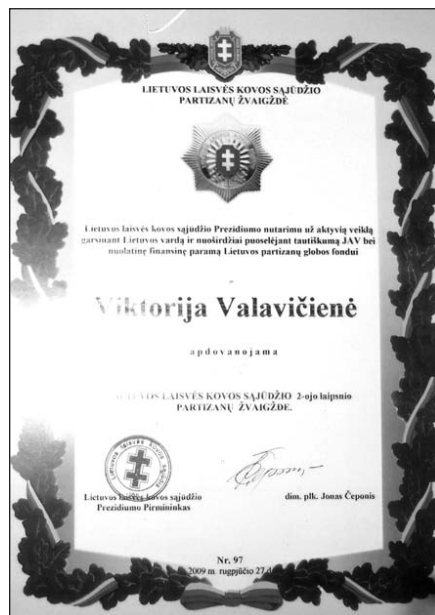 LIETUVOS LAISVĖS KOVOS SĄJŪDŽIO
PARTIZANŲ ŽVAIGŽDĖ
Lietuvos laisvės kovos sąjūdžio Prezidiumo nutarimu už aktyvią veiklą
garsinant Lietuvos vardą ir nuoširdžiai puoselėjant tautiškumą JAV bei
nuolatinę finansinę paramą Lietuvos partizanų globos fondui
Viktorija Valavičienė
apdovanojama
LIETUVOS LAISVĖS KOVOS SĄJŪDŽIO 2-ojo laipsnio
PARTIZANŲ ŽVAIGŽDE.
Lietuvos laisvės kovos sąjūdžio
Prezidiumo Pirmininkas
dim. plk. Jonas Čeponis
Nr. 97
2009 m. rugpjūčio 27 d.